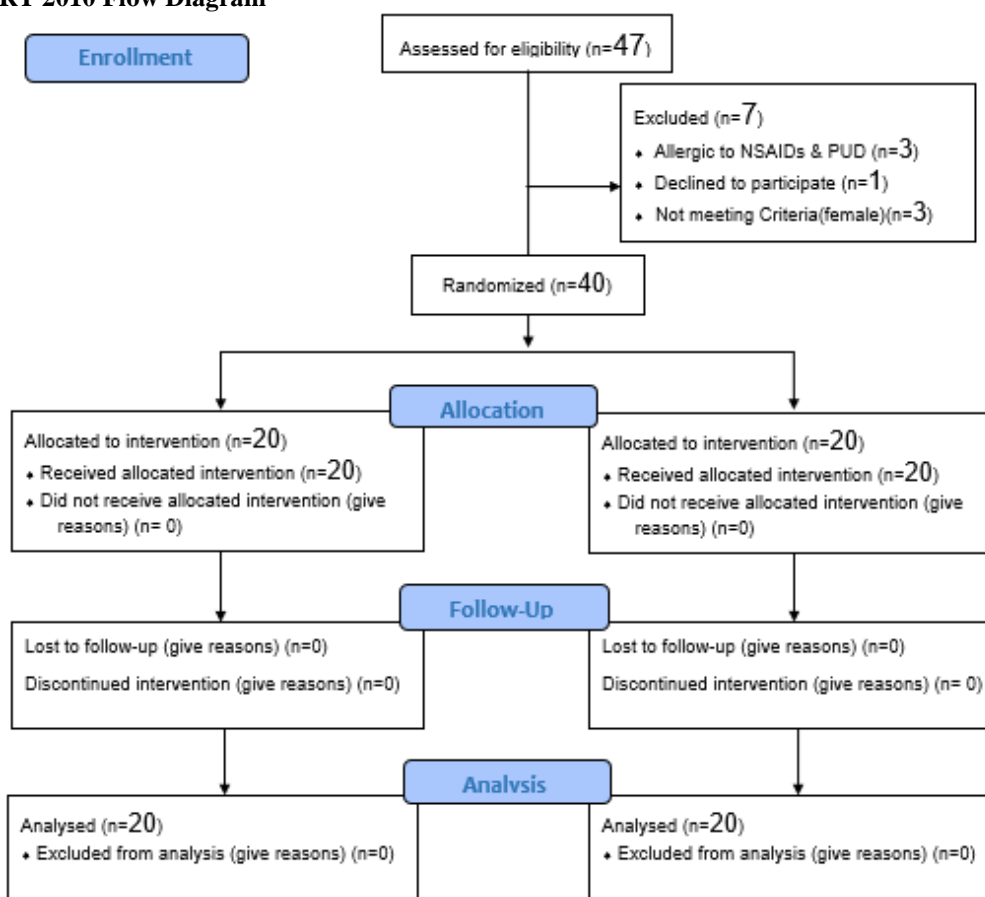 RT 2010 Flow Diagram
Enrollment
Assessed for eligibility (n=47)
Excluded (n=7)
⬥ Allergic to NSAIDs & PUD (n=3)
⬥ Declined to participate (n=1)
⬥ Not meeting Criteria(female)(n=3)
Randomized (n=40)
Allocation
Allocated to intervention (n=20)
⬥ Received allocated intervention (n=20)
⬥ Did not receive allocated intervention (give
reasons) (n= 0)
Allocated to intervention (n=20)
⬥ Received allocated intervention (n=20)
⬥ Did not receive allocated intervention (give
reasons) (n=0)
Follow-Up
Lost to follow-up (give reasons) (n=0)
Discontinued intervention (give reasons) (n=0)
Lost to follow-up (give reasons) (n=0)
Discontinued intervention (give reasons) (n= 0)
Analysis
Analysed (n=20)
⬥ Excluded from analysis (give reasons) (n=0)
Analysed (n=20)
⬥ Excluded from analysis (give reasons) (n=0)